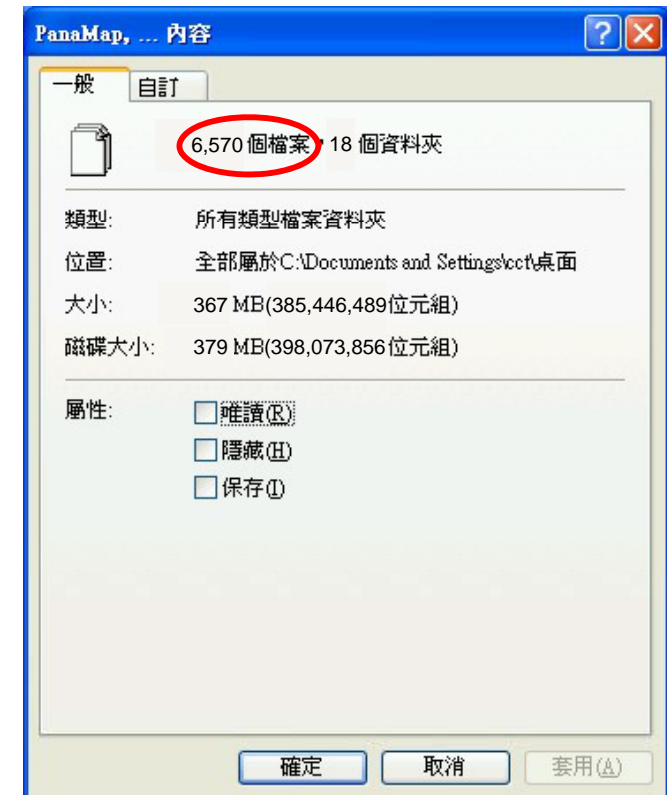 PanaMap, ... 內容
一般 自訂
6,570 個檔案，18 個資料夾
類型: 所有類型檔案資料夾
位置: 全部屬於C:\Documents and Settings\cct\桌面
大小: 367 MB(385,446,489位元組)
磁碟大小: 379 MB(398,073,856位元組)
屬性: 唯讀(R)
隱藏(H)
保存(I)
確定 取消 套用(A)